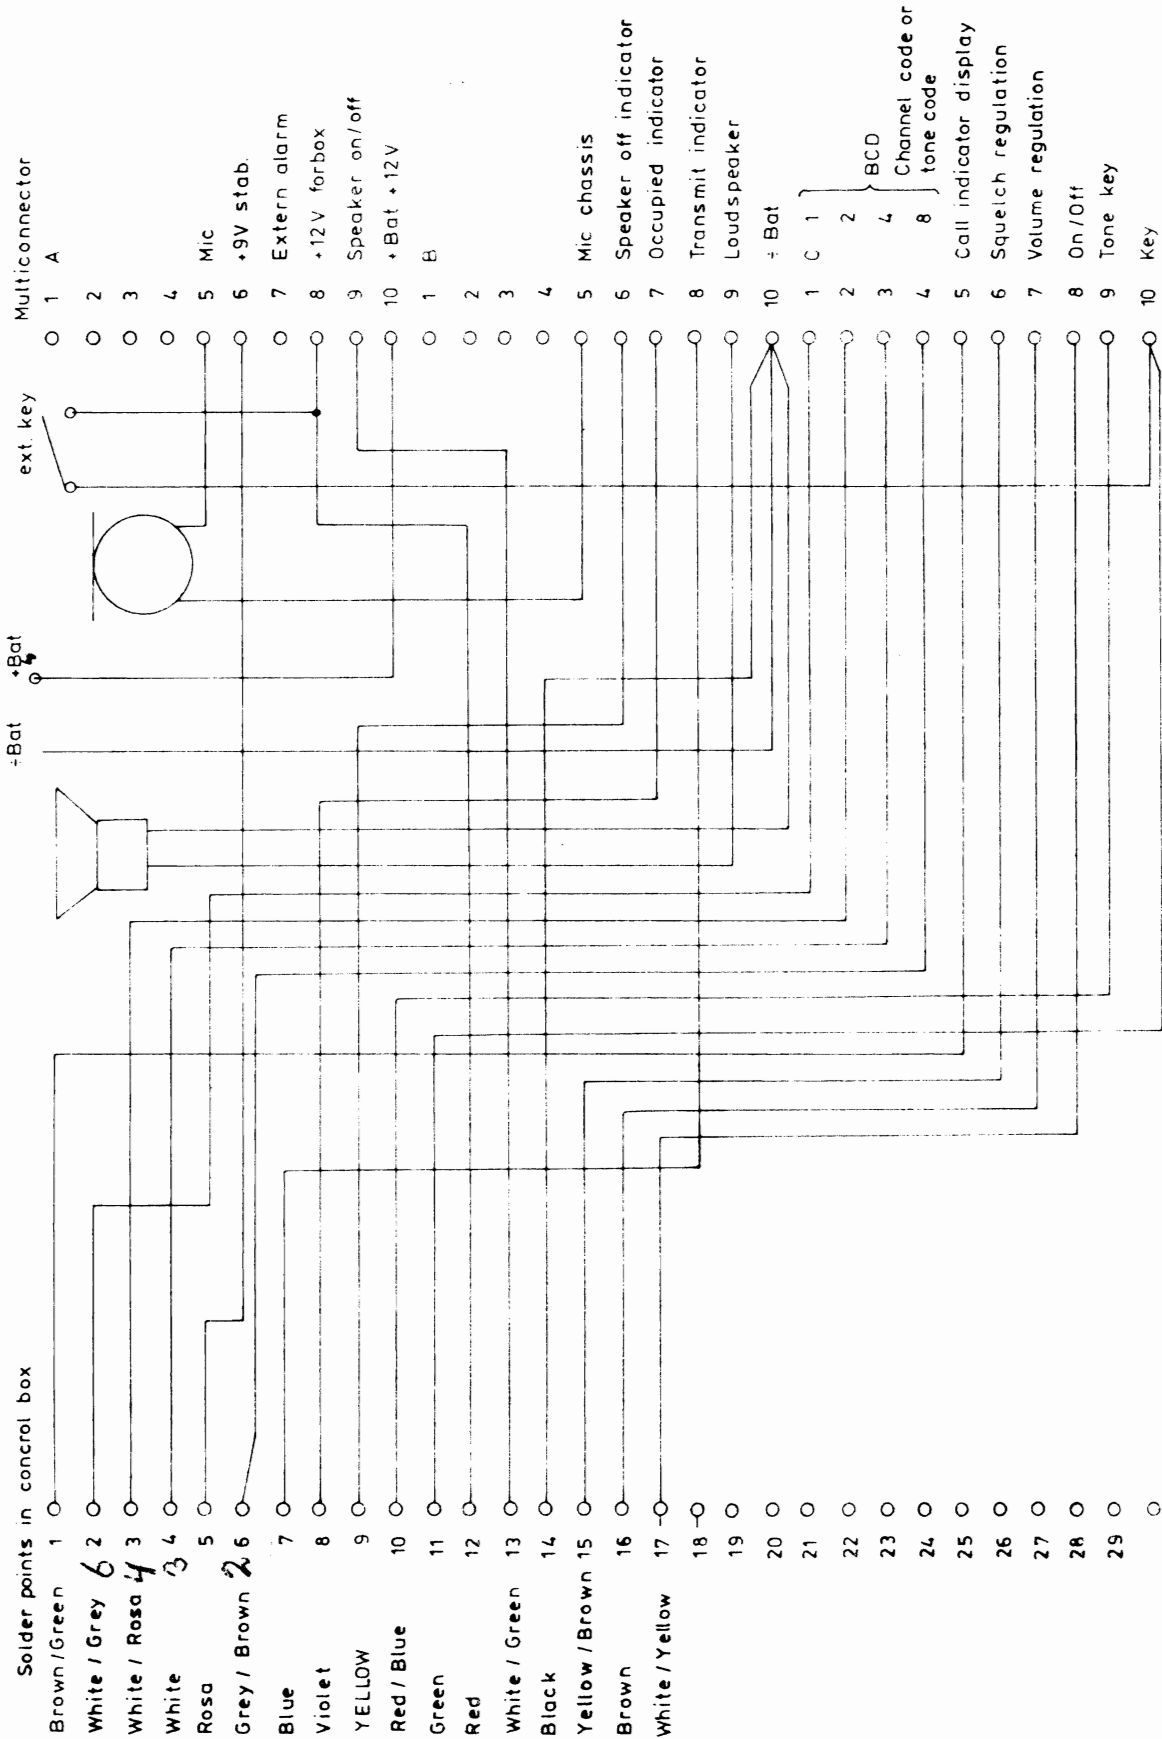 Solder points in concrol box
Brown/Green 1
White / Grey 6 2
White / Rosa 4 3
White 3 4
Rosa 5
Grey / Brown 2 6
Blue 7
Violet 8
YELLOW 9
Red / Blue 10
Green 11
Red 12
White / Green 13
Black 14
Yellow / Brown 15
Brown 16
White / Yellow 17
18
19
20
21
22
23
24
25
26
27
28
29
÷Bat
+Bat
ext. key
Multiconnector
1 A
2
3
4
5 Mic
6 +9V stab.
7 Extern alarm
8 +12V forbox
9 Speaker on/off
10 +Bat +12V
1 B
2
3
4
5 Mic chassis
6 Speaker off indicator
7 Occupied indicator
8 Transmit indicator
9 Loudspeaker
10 ÷ Bat
1 C 1
2 2
3 4
4 8
BCD
Channel code or
tone code
5 Call indicator display
6 Squelch regulation
7 Volume regulation
8 On/Off
9 Tone key
10 Key